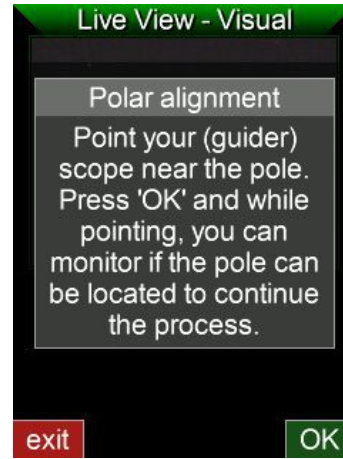 Live View - Visual
Polar alignment
Point your (guider)
scope near the pole.
Press 'OK' and while
pointing, you can
monitor if the pole can
be located to continue
the process.
exit
OK